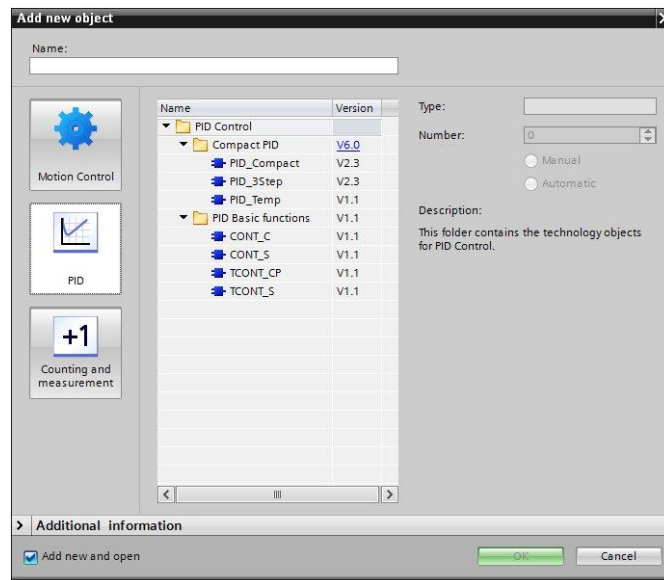 Add new object
Name:
Motion Control
PID
+1
Counting and
measurement
Name Version
PID Control
Compact PID V6.0
PID_Compact V2.3
PID_3Step V2.3
PID_Temp V1.1
PID Basic functions V1.1
CONT_C V1.1
CONT_S V1.1
TCONT_CP V1.1
TCONT_S V1.1
Type:
Number: 0
Manual
Automatic
Description:
This folder contains the technology objects
for PID Control.
Additional information
Add new and open
OK Cancel